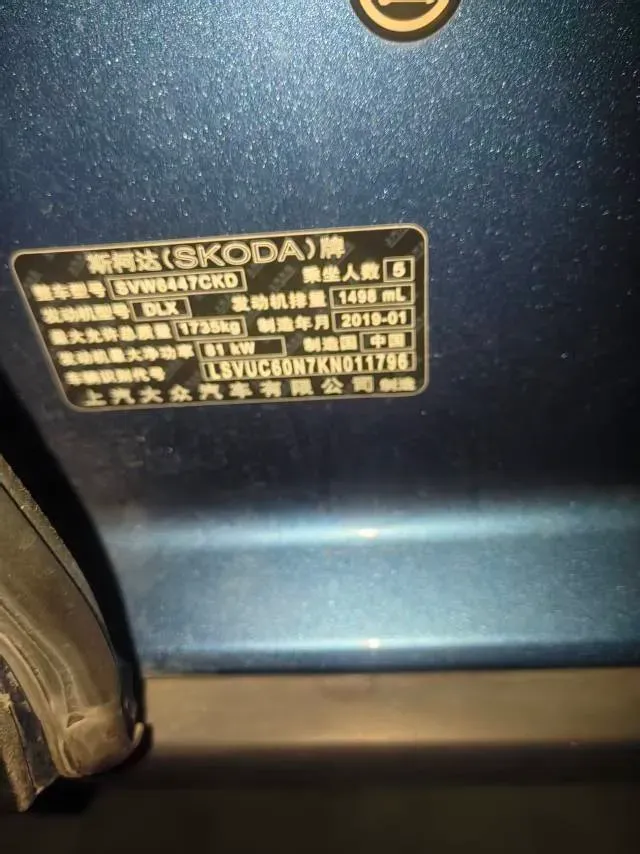 斯柯达(SKODA)牌
整车型号 SVW6447CKD 乘坐人数 5
发动机型号 DLX 发动机排量 1498 mL
最大允许总质量 1735kg 制造年月 2019-01
发动机最大净功率 81 kW 制造国 中国
车辆识别代号 LSVUC60N7KN011796
上汽大众汽车有限公司 制造